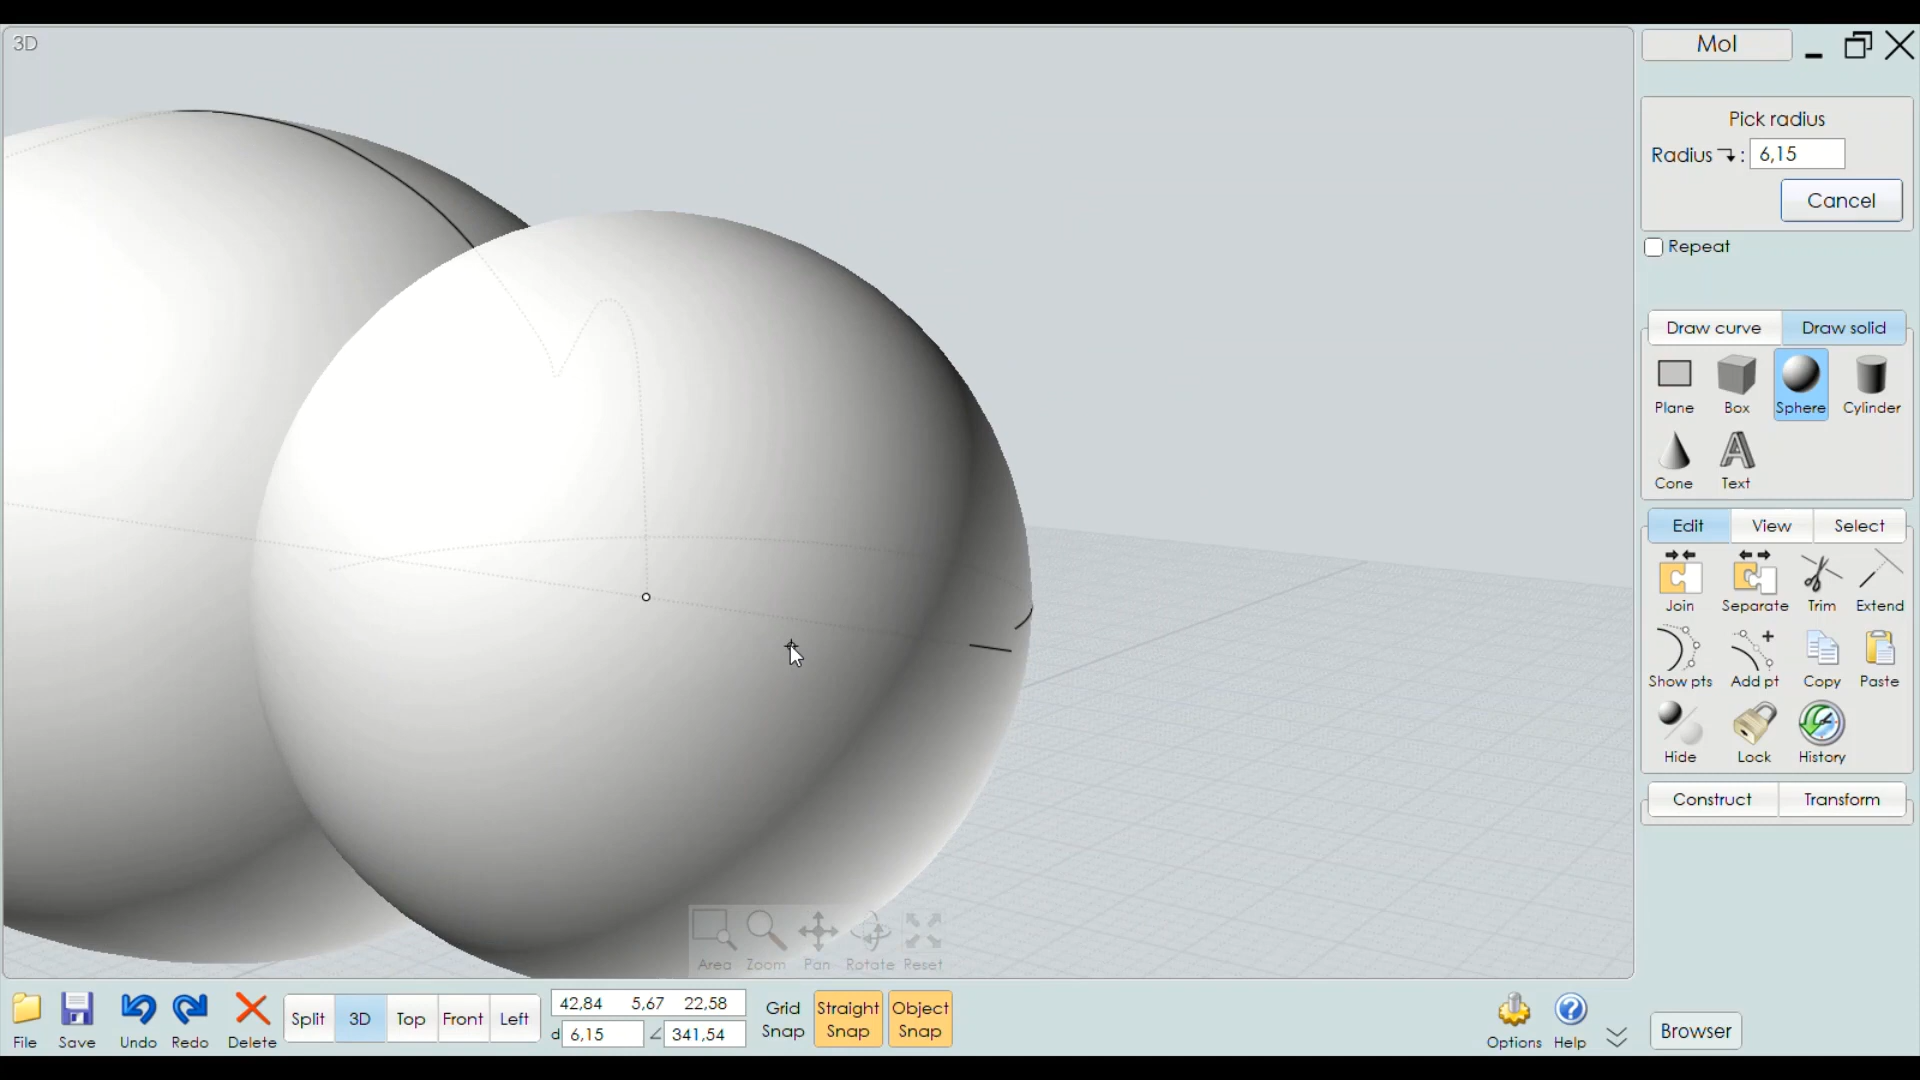 3D
MoI
Pick radius
Radius : 6,15
Cancel
Repeat
Draw curve Draw solid
Plane Box Sphere Cylinder
Cone Text
Edit View Select
Join Separate Trim Extend
Show pts Add pt Copy Paste
Hide Lock History
Construct Transform
Area Zoom Pan Rotate Reset
File Save Undo Redo Delete
Split 3D Top Front Left
42,84 5,67 22,58
d 6,15 ∠ 341,54
Grid Snap
Straight Snap
Object Snap
Options Help
Browser